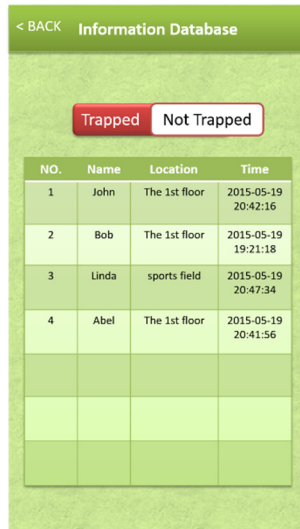 < BACK Information Database
Trapped Not Trapped
NO. Name Location Time
1 John The 1st floor 2015-05-19
20:42:16
2 Bob The 1st floor 2015-05-19
19:21:18
3 Linda sports field 2015-05-19
20:47:34
4 Abel The 1st floor 2015-05-19
20:41:56